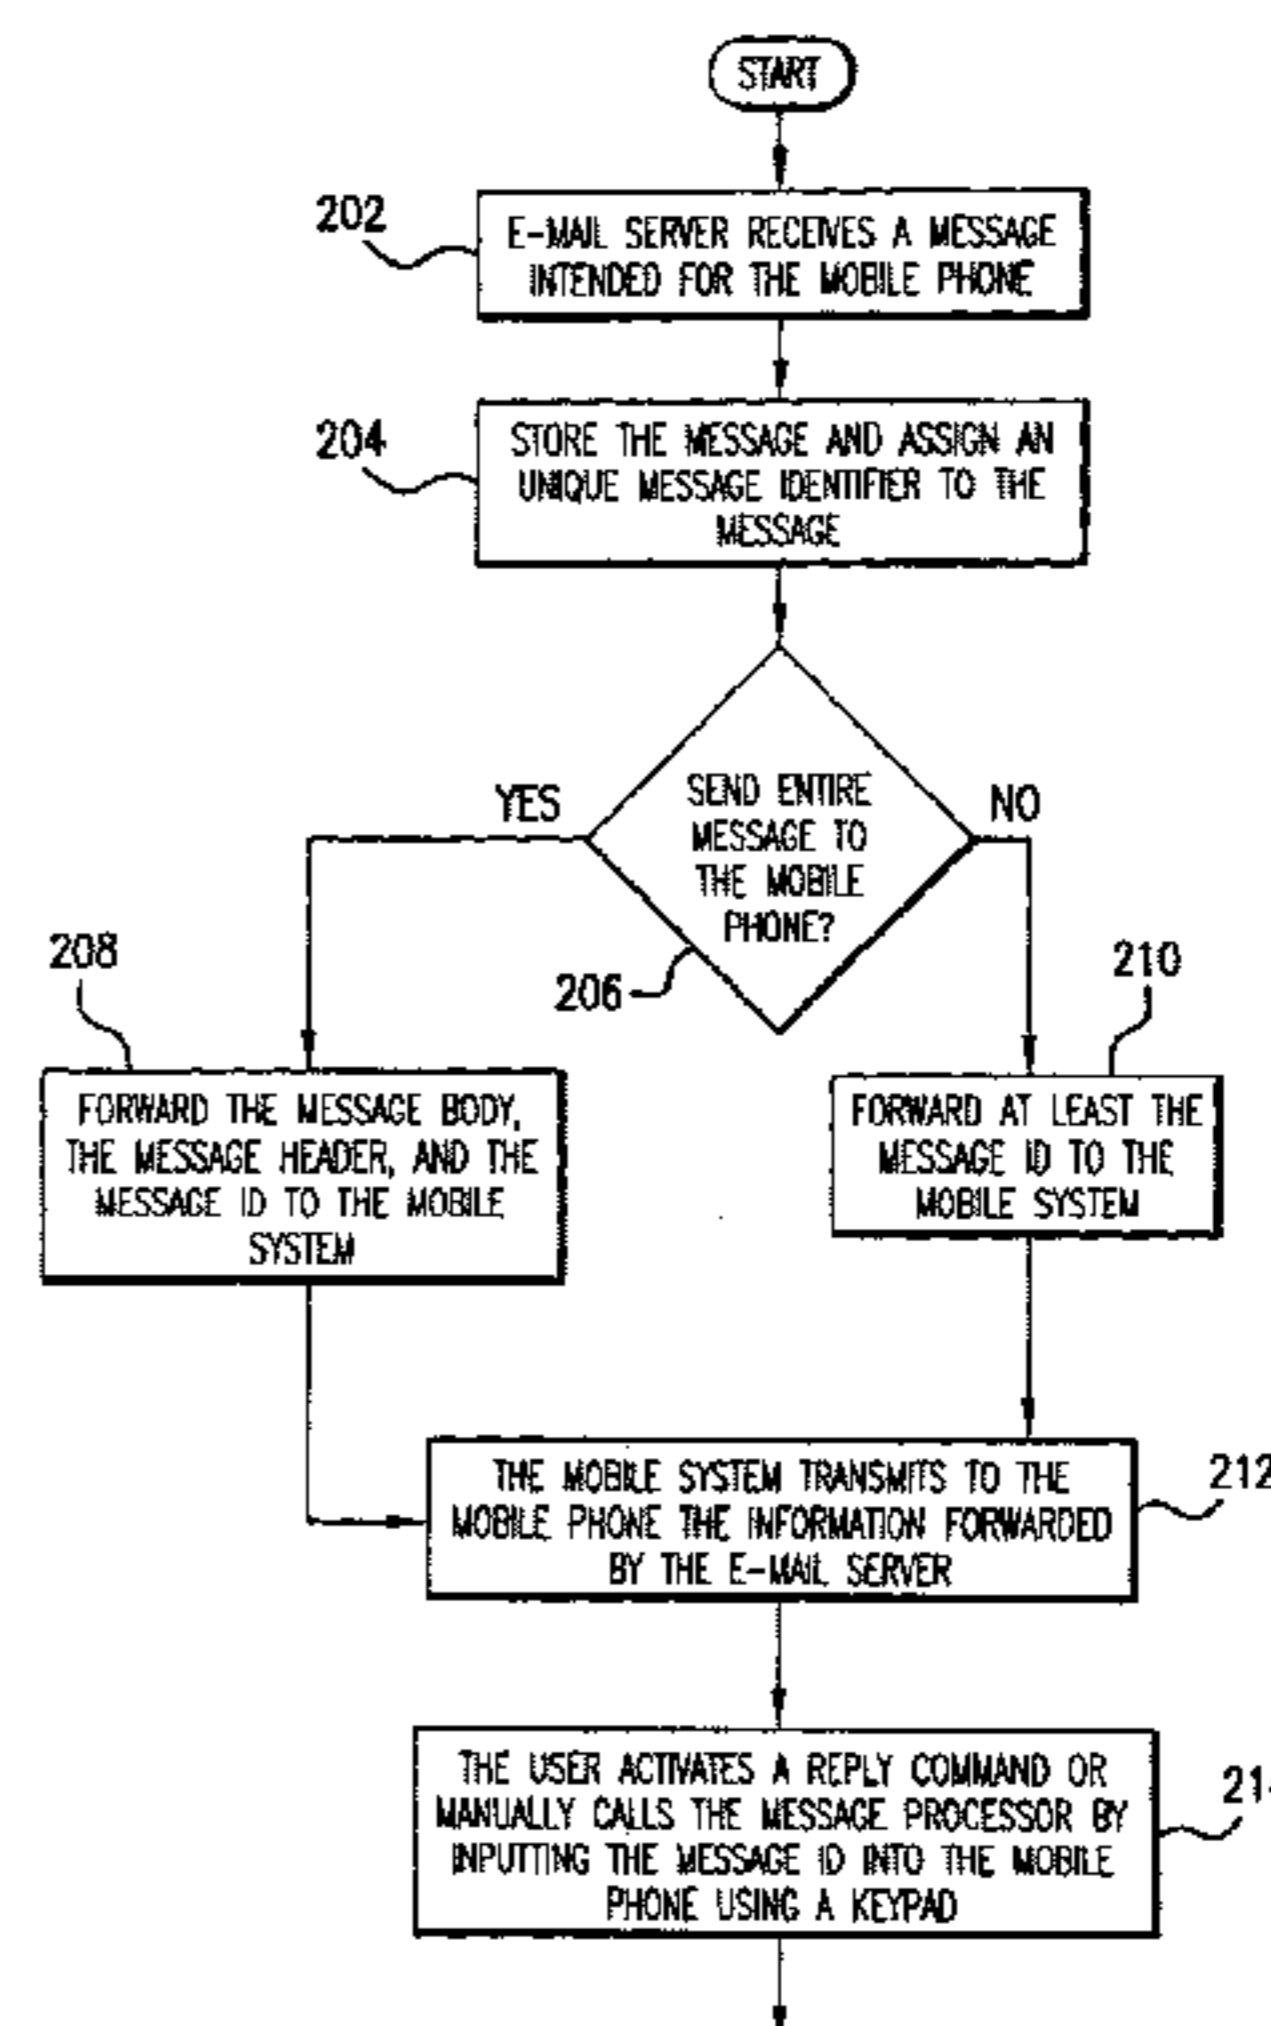 START
202
E-MAIL SERVER RECEIVES A MESSAGE
INTENDED FOR THE MOBILE PHONE
204
STORE THE MESSAGE AND ASSIGN AN
UNIQUE MESSAGE IDENTIFIER TO THE
MESSAGE
YES
SEND ENTIRE
MESSAGE TO
THE MOBILE
PHONE?
NO
206
208
FORWARD THE MESSAGE BODY,
THE MESSAGE HEADER, AND THE
MESSAGE ID TO THE MOBILE
SYSTEM
210
FORWARD AT LEAST THE
MESSAGE ID TO THE
MOBILE SYSTEM
THE MOBILE SYSTEM TRANSMITS TO THE
MOBILE PHONE THE INFORMATION FORWARDED
BY THE E-MAIL SERVER
212
THE USER ACTIVATES A REPLY COMMAND OR
MANUALLY CALLS THE MESSAGE PROCESSOR BY
INPUTTING THE MESSAGE ID INTO THE MOBILE
PHONE USING A KEYPAD